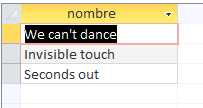 nombre
We can't dance
Invisible touch
Seconds out